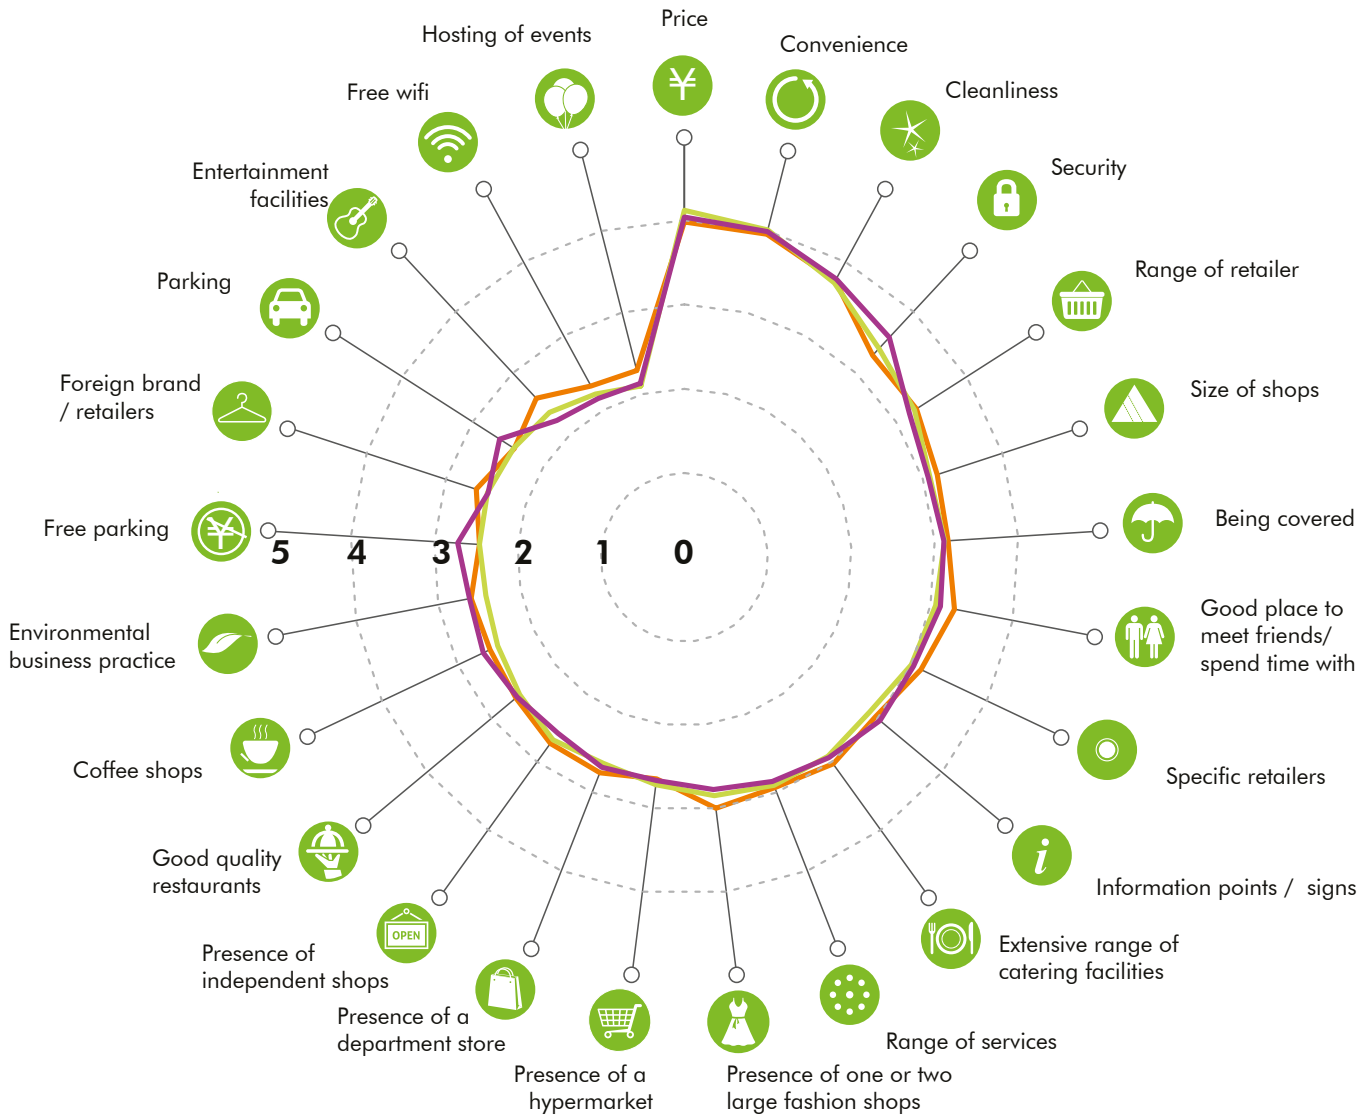 Price
Convenience
Cleanliness
Security
Range of retailer
Size of shops
Being covered
Good place to
meet friends/
spend time with
Specific retailers
Information points / signs
Extensive range of
catering facilities
Range of services
Presence of one or two
large fashion shops
Presence of a
hypermarket
Presence of a
department store
Presence of
independent shops
OPEN
Good quality
restaurants
Coffee shops
Environmental
business practice
Free parking
Foreign brand
/ retailers
Parking
Entertainment
facilities
Free wifi
Hosting of events
¥
i
¥
5 4 3 2 1 0